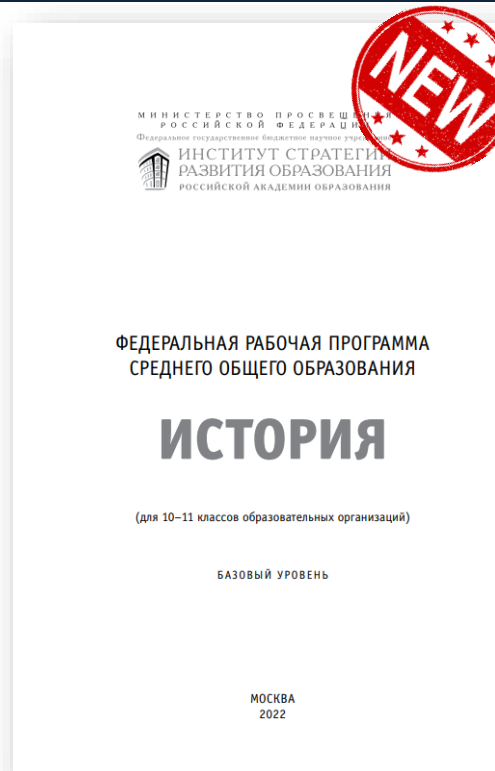 NEW
МИНИСТЕРСТВО ПРОСВЕЩЕНИЯ
РОССИЙСКОЙ ФЕДЕРАЦИИ
Федеральное государственное бюджетное научное учреждение
ИНСТИТУТ СТРАТЕГИИ
РАЗВИТИЯ ОБРАЗОВАНИЯ
РОССИЙСКОЙ АКАДЕМИИ ОБРАЗОВАНИЯ
ФЕДЕРАЛЬНАЯ РАБОЧАЯ ПРОГРАММА
СРЕДНЕГО ОБЩЕГО ОБРАЗОВАНИЯ
ИСТОРИЯ
(для 10–11 классов образовательных организаций)
БАЗОВЫЙ УРОВЕНЬ
МОСКВА
2022